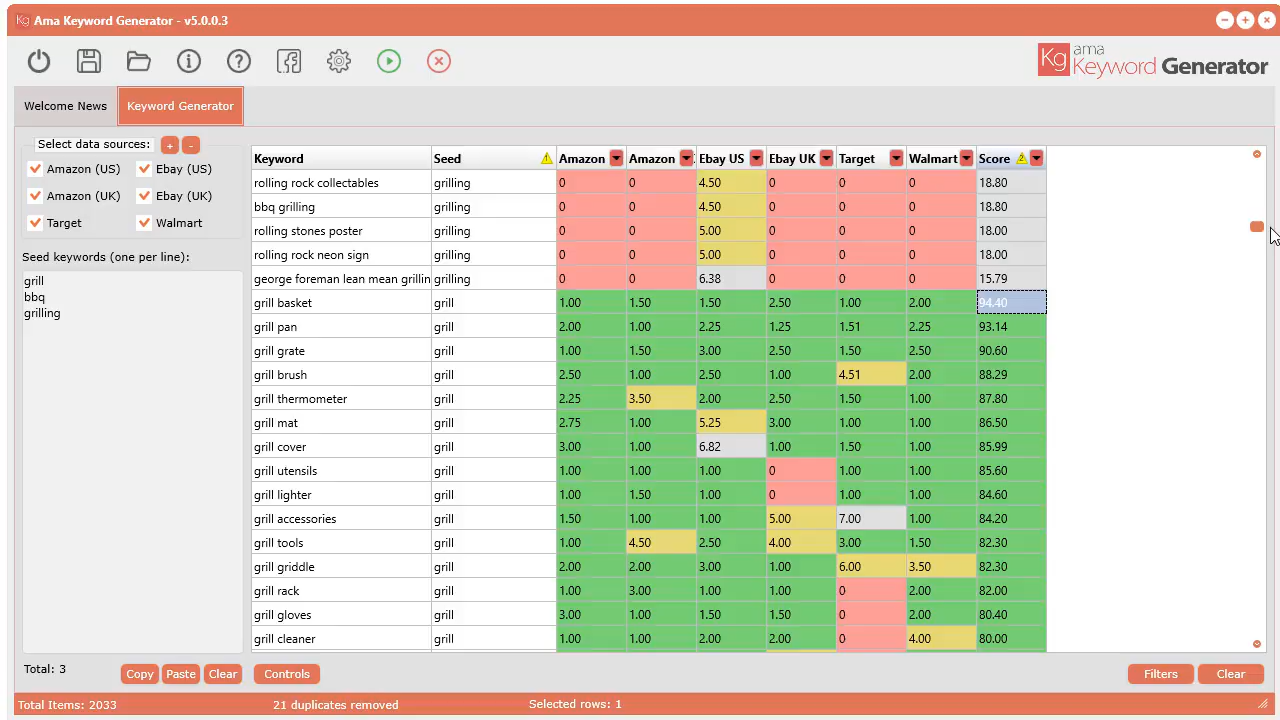 Kg Ama Keyword Generator - v5.0.0.3
Kg ama Keyword Generator
Welcome News
Keyword Generator
Select data sources: + -
Amazon (US) Ebay (US)
Amazon (UK) Ebay (UK)
Target Walmart
Seed keywords (one per line):
grill
bbq
grilling
Keyword Seed Amazon Amazon Ebay US Ebay UK Target Walmart Score 2
rolling rock collectables grilling 0 0 4.50 0 0 0 18.80
bbq grilling grilling 0 0 4.50 0 0 0 18.80
rolling stones poster grilling 0 0 5.00 0 0 0 18.00
rolling rock neon sign grilling 0 0 5.00 0 0 0 18.00
george foreman lean mean grillin grilling 0 0 6.38 0 0 0 15.79
grill basket grill 1.00 1.50 1.50 2.50 1.00 2.00 94.40
grill pan grill 2.00 1.00 2.25 1.25 1.51 2.25 93.14
grill grate grill 1.00 1.50 3.00 2.50 1.50 2.50 90.60
grill brush grill 2.50 1.00 2.50 1.00 4.51 2.00 88.29
grill thermometer grill 2.25 3.50 2.00 2.50 1.50 1.00 87.80
grill mat grill 2.75 1.00 5.25 3.00 1.00 1.00 86.50
grill cover grill 3.00 1.00 6.82 1.00 1.50 1.00 85.99
grill utensils grill 1.00 1.00 1.00 0 1.00 1.00 85.60
grill lighter grill 1.00 1.50 1.00 0 1.00 1.00 84.60
grill accessories grill 1.50 1.00 1.00 5.00 7.00 1.00 84.20
grill tools grill 1.00 4.50 2.50 4.00 3.00 1.50 82.30
grill griddle grill 2.00 2.00 3.00 1.00 6.00 3.50 82.30
grill rack grill 1.00 3.00 1.00 1.00 0 2.00 82.00
grill gloves grill 3.00 1.00 1.50 1.50 0 2.00 80.40
grill cleaner grill 1.00 1.00 2.00 2.00 0 4.00 80.00
Total: 3
Copy Paste Clear Controls Filters Clear
Total Items: 2033 21 duplicates removed Selected rows: 1